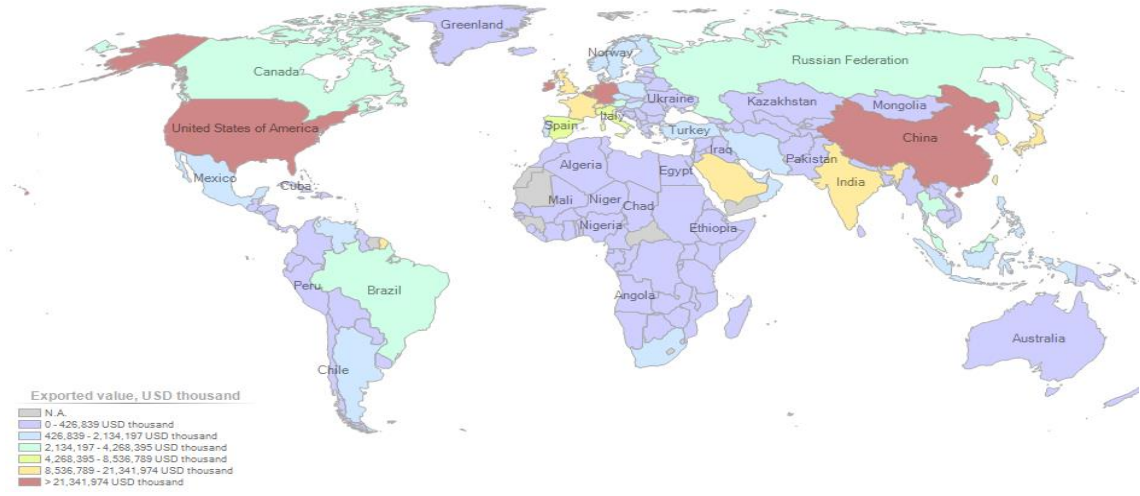 Greenland
Norway
Russian Federation
Canada
Ukraine
Kazakhstan
Mongolia
United States of America
Spain
Italy
Turkey
China
Iraq
Pakistan
Algeria
Egypt
Mexico
Cuba
India
Mali
Niger
Chad
Nigeria
Ethiopia
Peru
Brazil
Angola
Australia
Chile
Exported value, USD thousand
N.A.
0 - 426,839 USD thousand
426,839 - 2,134,197 USD thousand
2,134,197 - 4,268,395 USD thousand
4,268,395 - 8,536,789 USD thousand
8,536,789 - 21,341,974 USD thousand
> 21,341,974 USD thousand